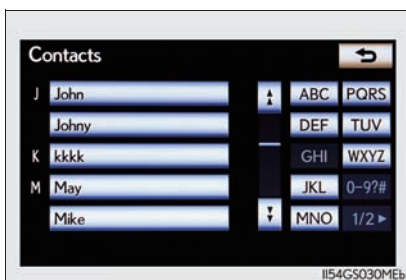 Contacts
J John ABC PQRS
Johny DEF TUV
K kkkk GHI WXYZ
M May JKL 0-9?#
Mike MNO 1/2
II54GS030MEb